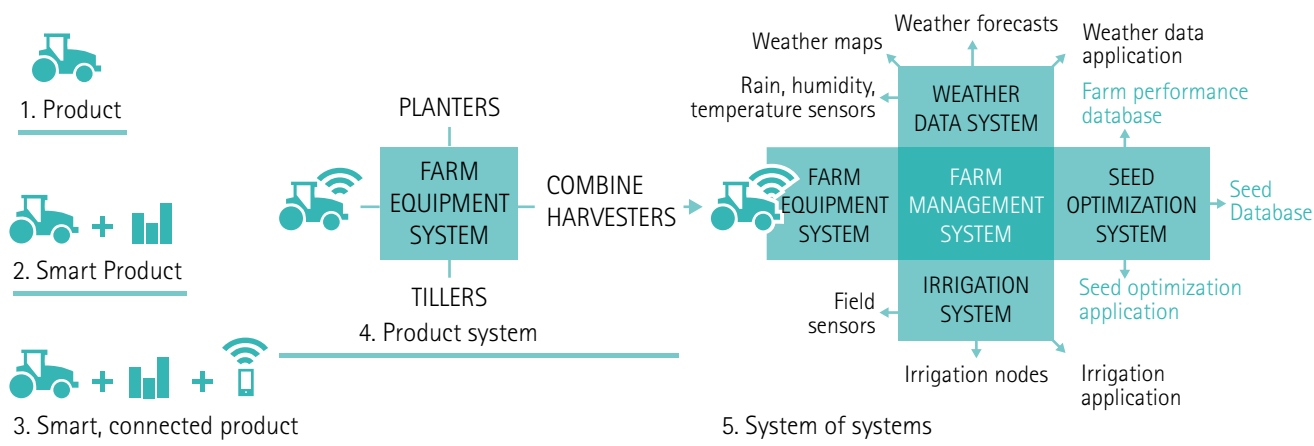 1. Product
2. Smart Product
3. Smart, connected product
PLANTERS
FARM
EQUIPMENT
SYSTEM
COMBINE
HARVESTERS
TILLERS
4. Product system
Weather maps
Weather forecasts
Weather data
application
Rain, humidity,
temperature sensors
WEATHER
DATA SYSTEM
Farm performance
database
FARM
EQUIPMENT
SYSTEM
FARM
MANAGEMENT
SYSTEM
SEED
OPTIMIZATION
SYSTEM
Seed
Database
Field
sensors
IRRIGATION
SYSTEM
Seed optimization
application
Irrigation nodes
Irrigation
application
5. System of systems